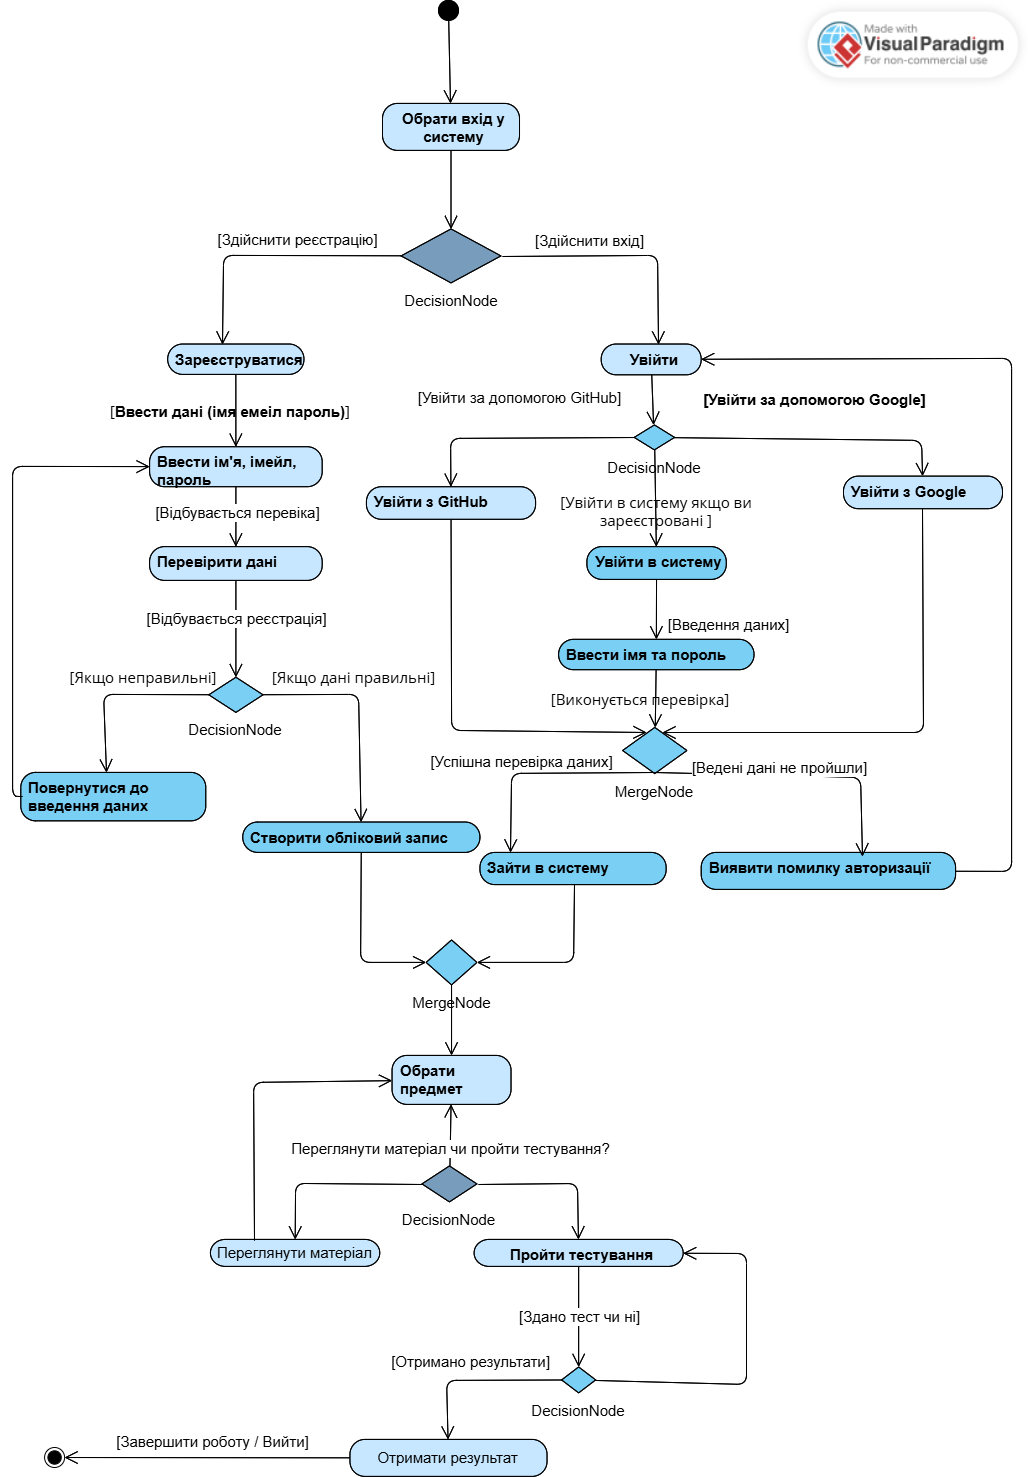 Made with
Visual Paradigm
For non-commercial use
Обрати вхід у
систему
[Здійснити реєстрацію]
[Здійснити вхід]
DecisionNode
Зареєструватися
Увійти
[Ввести дані (імя емеіл пароль)]
[Увійти за допомогою GitHub]
[Увійти за допомогою Google]
Ввести ім'я, імейл,
пароль
DecisionNode
Увійти з GitHub
Увійти з Google
[Відбувається перевіка]
[Увійти в систему якщо ви
зареєстровані ]
Перевірити дані
Увійти в систему
[Відбувається реєстрація]
[Введення даних]
Ввести імя та пороль
[Якщо неправильні]
[Якщо дані правильні]
[Виконується перевірка]
DecisionNode
[Успішна перевірка даних]
[Ведені дані не пройшли]
MergeNode
Повернутися до
введення даних
Створити обліковий запис
Зайти в систему
Виявити помилку авторизації
MergeNode
Обрати
предмет
Переглянути матеріал чи пройти тестування?
DecisionNode
Переглянути матеріал
Пройти тестування
[Здано тест чи ні]
[Отримано результати]
DecisionNode
[Завершити роботу / Вийти]
Отримати результат